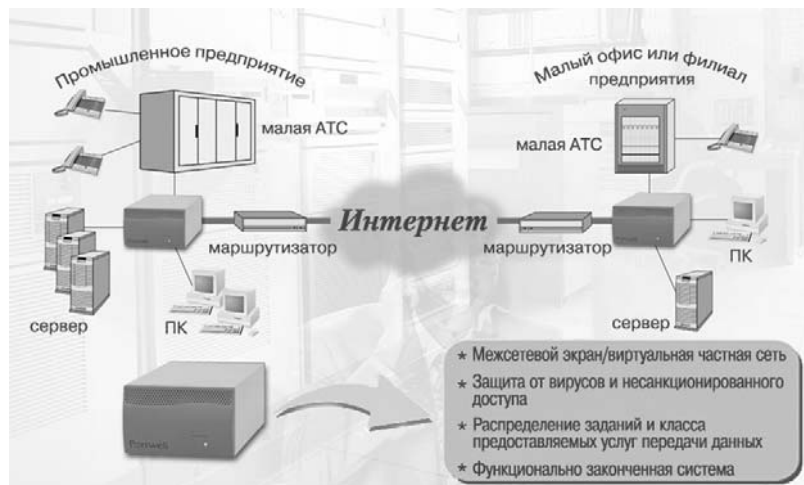 Промышленное предприятие
Малый офис или филиал
предприятия
малая АТС
малая АТС
Интернет
маршрутизатор
маршрутизатор
ПК
сервер
ПК
сервер
Portwell
* Межсетевой экран/виртуальная частная сеть
* Защита от вирусов и несанкционированного
доступа
* Распределение заданий и класса
предоставляемых услуг передачи данных
* Функционально законченная система